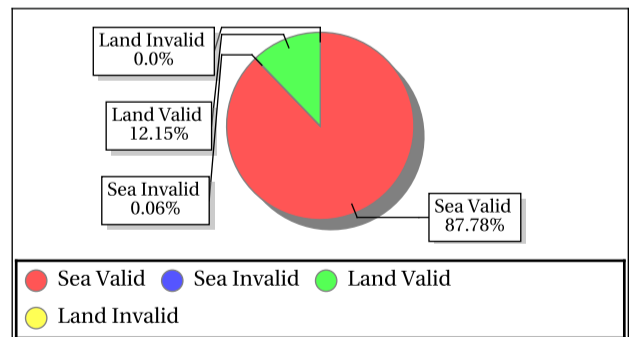 Land Invalid
0.0%
Land Valid
12.15%
Sea Invalid
0.06%
Sea Valid
87.78%
Sea Valid Sea Invalid Land Valid
Land Invalid